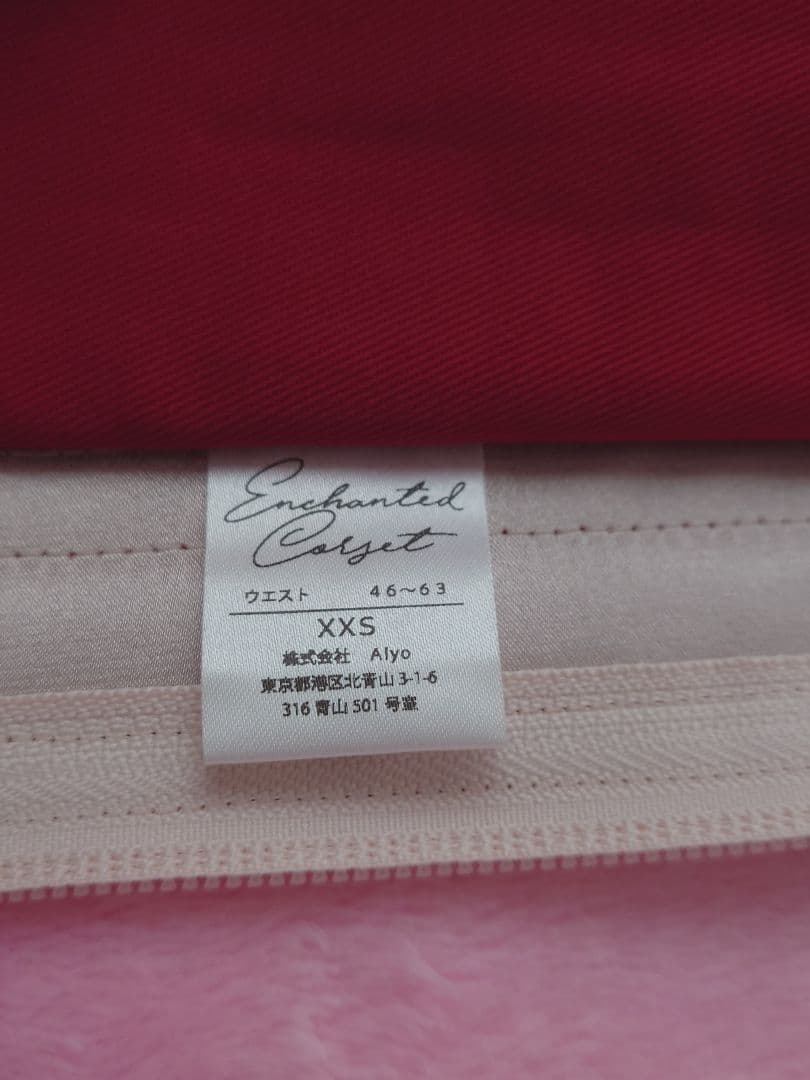 Enchanted
Corset
ウエスト 46～63
XXS
株式会社 Alyo
東京都港区北青山 3-1-6
316 青山 501 号室